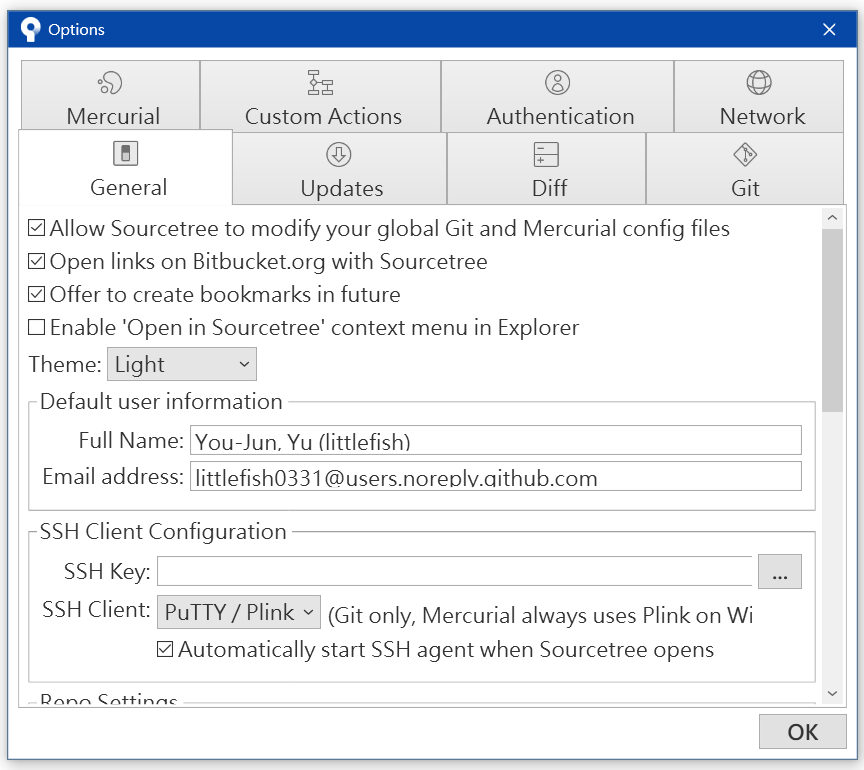 Options
Mercurial
Custom Actions
Authentication
Network
General
Updates
Diff
Git
Allow Sourcetree to modify your global Git and Mercurial config files
Open links on Bitbucket.org with Sourcetree
Offer to create bookmarks in future
Enable 'Open in Sourcetree' context menu in Explorer
Theme: Light
Default user information
Full Name: You-Jun, Yu (littlefish)
Email address: littlefish0331@users.noreply.github.com
SSH Client Configuration
SSH Key: ...
SSH Client: PuTTY / Plink (Git only, Mercurial always uses Plink on Wi
Automatically start SSH agent when Sourcetree opens
Repo Settings
OK